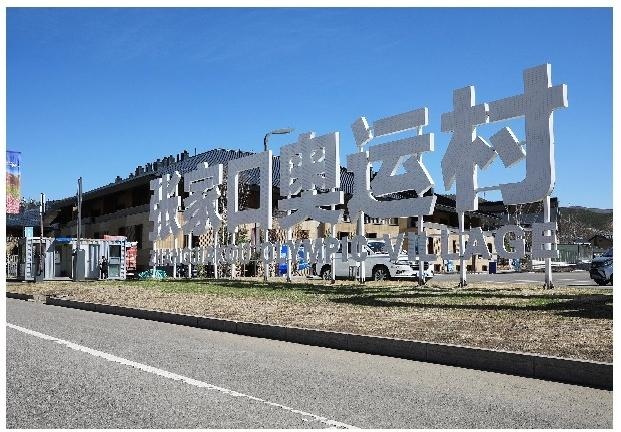 张家口奥运村
ZHANGJIAKOU OLYMPIC VILLAGE